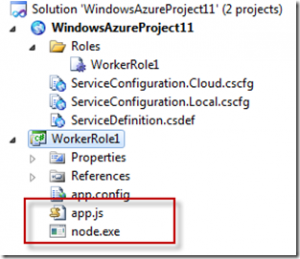 Solution 'WindowsAzureProject11' (2 projects)
WindowsAzureProject11
Roles
WorkerRole1
ServiceConfiguration.Cloud.cscfg
ServiceConfiguration.Local.cscfg
ServiceDefinition.csdef
WorkerRole1
Properties
References
app.config
app.js
node.exe